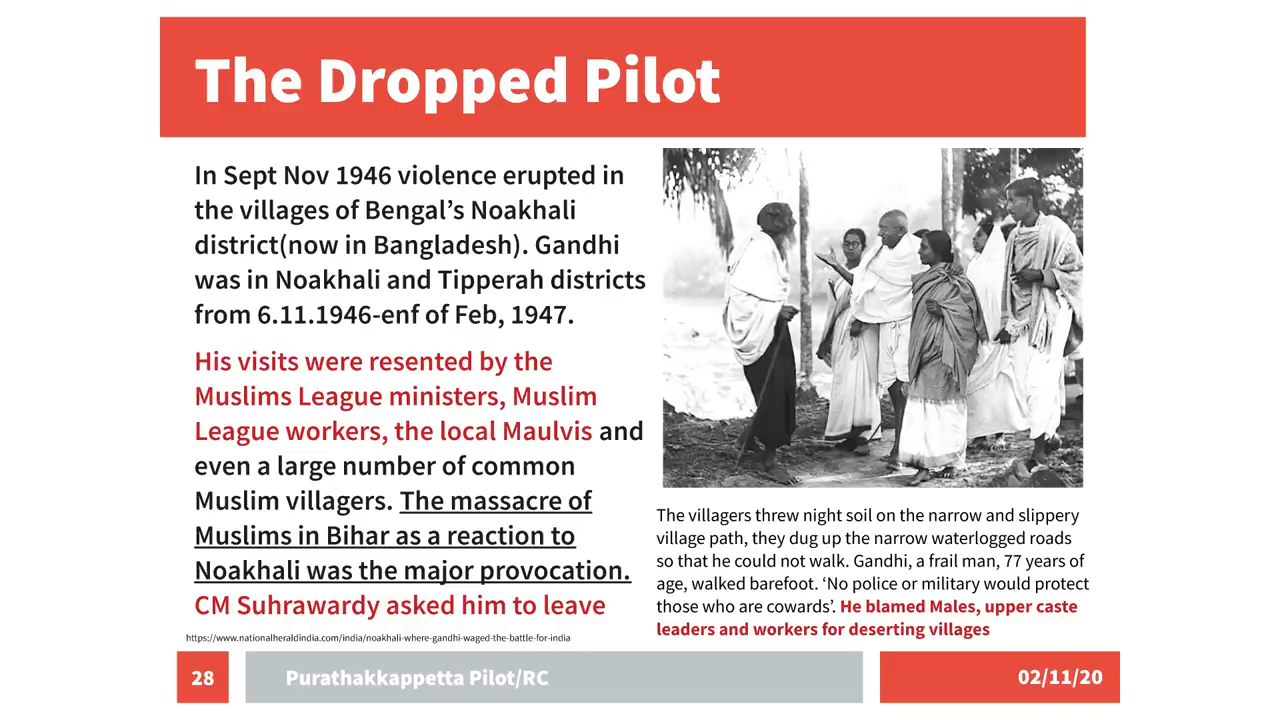 The Dropped Pilot
In Sept Nov 1946 violence erupted in
the villages of Bengal’s Noakhali
district(now in Bangladesh). Gandhi
was in Noakhali and Tipperah districts
from 6.11.1946-enf of Feb, 1947.
His visits were resented by the
Muslims League ministers, Muslim
League workers, the local Maulvis and
even a large number of common
Muslim villagers. The massacre of
Muslims in Bihar as a reaction to
Noakhali was the major provocation.
CM Suhrawardy asked him to leave
https://www.nationalheraldindia.com/india/noakhali-where-gandhi-waged-the-battle-for-india
The villagers threw night soil on the narrow and slippery
village path, they dug up the narrow waterlogged roads
so that he could not walk. Gandhi, a frail man, 77 years of
age, walked barefoot. ‘No police or military would protect
those who are cowards’. He blamed Males, upper caste
leaders and workers for deserting villages
28
Purathakkappetta Pilot/RC
02/11/20